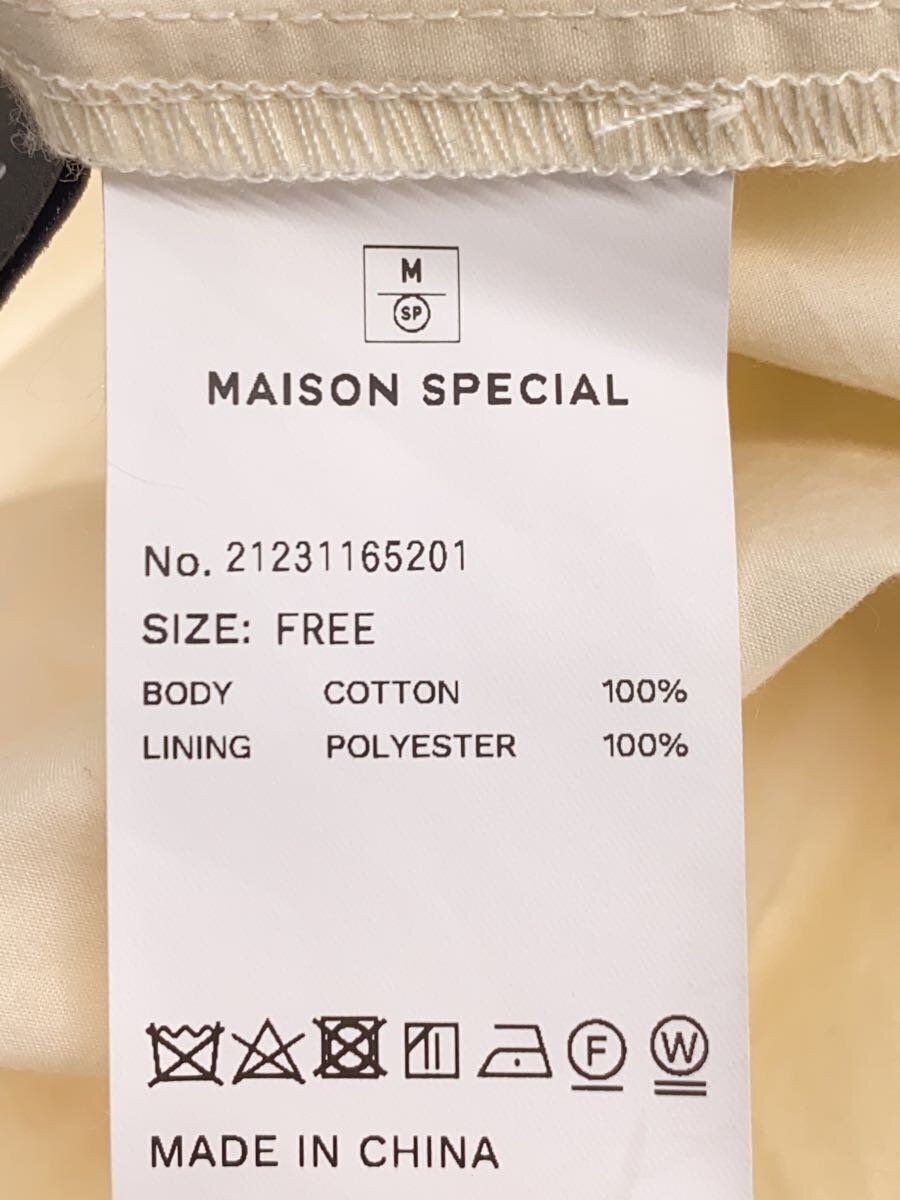 M
SP
MAISON SPECIAL
No. 21231165201
SIZE: FREE
BODY COTTON 100%
LINING POLYESTER 100%
F W
MADE IN CHINA